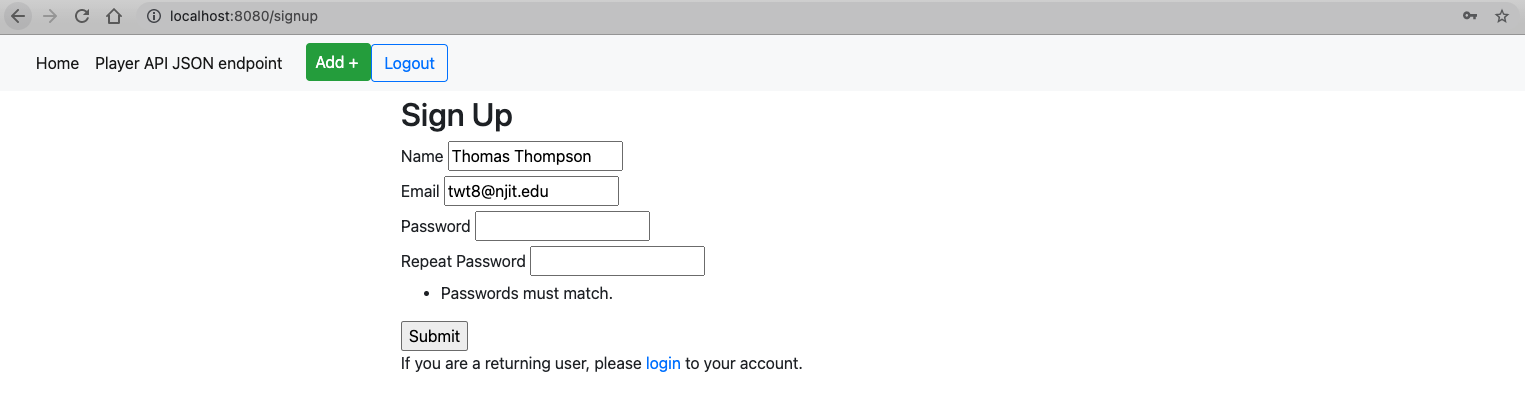 localhost:8080/signup
Home Player API JSON endpoint Add + Logout
Sign Up
Name Thomas Thompson
Email twt8@njit.edu
Password
Repeat Password
• Passwords must match.
Submit
If you are a returning user, please login to your account.